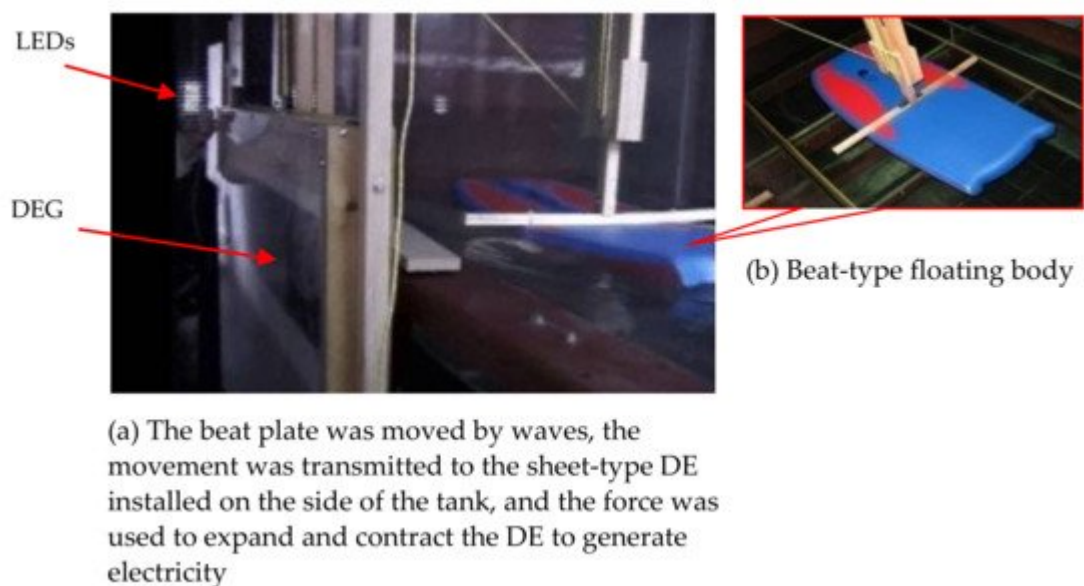 LEDs
DEG
(b) Beat-type floating body
(a) The beat plate was moved by waves, the
movement was transmitted to the sheet-type DE
installed on the side of the tank, and the force was
used to expand and contract the DE to generate
electricity